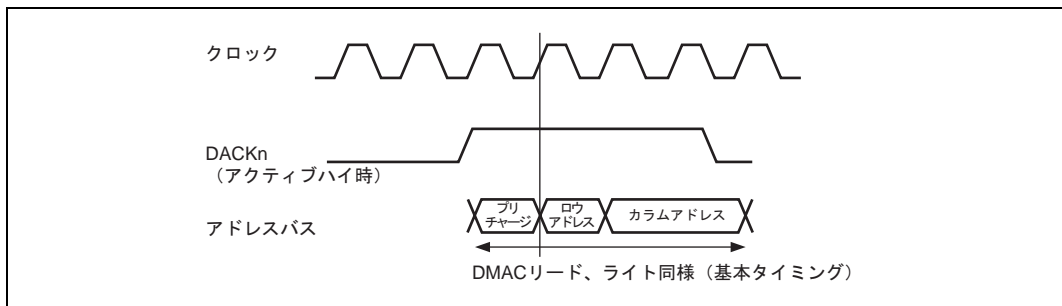 クロック
DACKn
（アクティブハイ時）
アドレスバス
プリ
チャージ
ロウ
アドレス
カラムアドレス
DMACリード、ライト同様（基本タイミング）